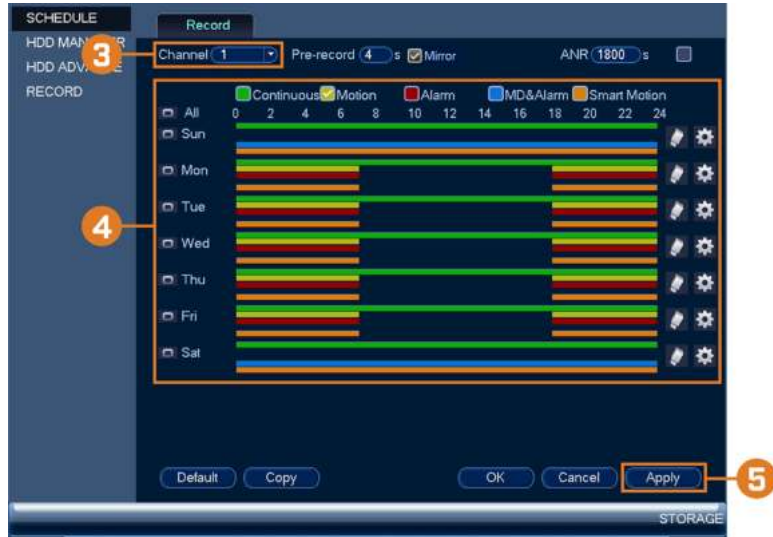 SCHEDULE
HDD MAN R
HDD ADV E
RECORD
Record
3
Channel 1 Pre-record 4 s Mirror ANR 1800 s
Continuous Motion Alarm MD&Alarm Smart Motion
All 0 2 4 6 8 10 12 14 16 18 20 22 24
Sun
Mon
Tue
4
Wed
Thu
Fri
Sat
Default Copy OK Cancel Apply
5
STORAGE